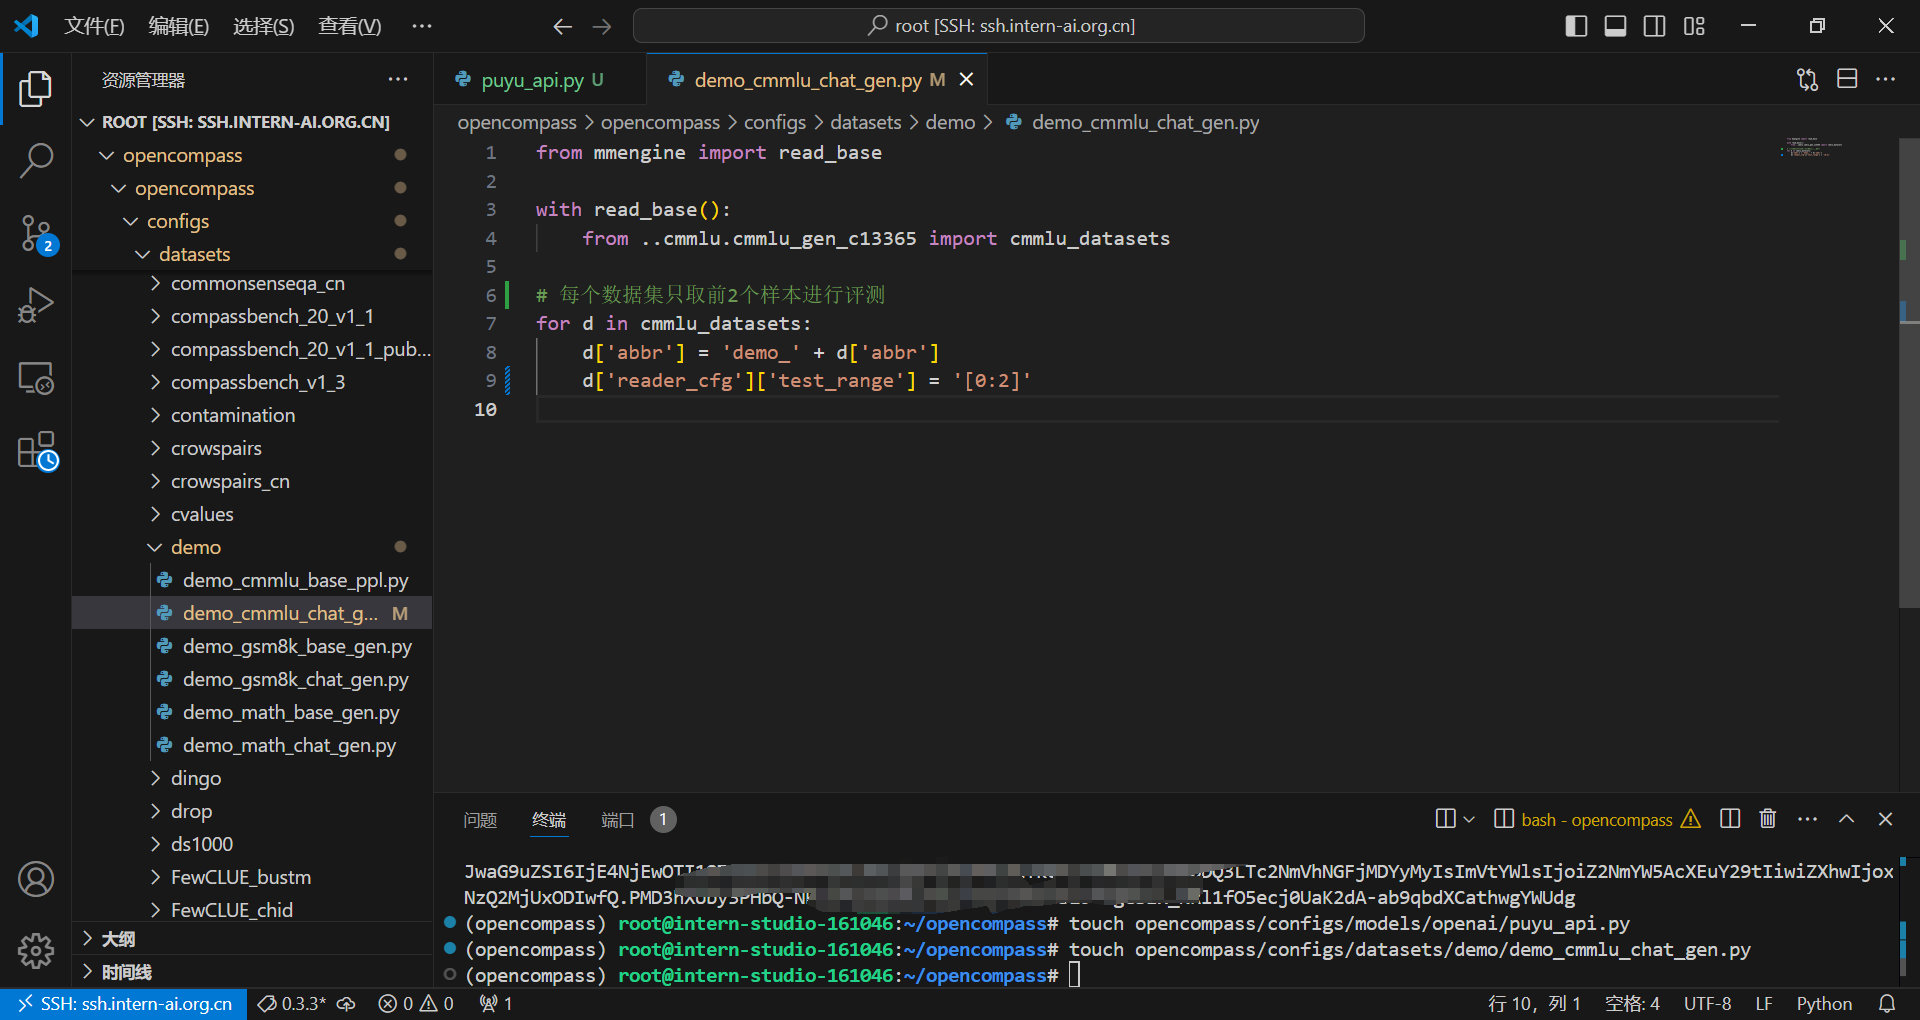 文件(F) 编辑(E) 选择(S) 查看(V) ··· root [SSH: ssh.intern-ai.org.cn]
资源管理器 ···
ROOT [SSH: SSH.INTERN-AI.ORG.CN]
opencompass
opencompass
configs
datasets
commonsenseqa_cn
compassbench_20_v1_1
compassbench_20_v1_1_pub...
compassbench_v1_3
contamination
crowspairs
crowspairs_cn
cvalues
demo
demo_cmmlu_base_ppl.py
demo_cmmlu_chat_g... M
demo_gsm8k_base_gen.py
demo_gsm8k_chat_gen.py
demo_math_base_gen.py
demo_math_chat_gen.py
dingo
drop
ds1000
FewCLUE_bustm
FewCLUE_chid
大纲
时间线
2
puyu_api.py U demo_cmmlu_chat_gen.py M
opencompass > opencompass > configs > datasets > demo > demo_cmmlu_chat_gen.py
1 from mmengine import read_base
2
3 with read_base():
4 from ..cmmlu.cmmlu_gen_c13365 import cmmlu_datasets
5
6 # 每个数据集只取前2个样本进行评测
7 for d in cmmlu_datasets:
8 d['abbr'] = 'demo_' + d['abbr']
9 d['reader_cfg']['test_range'] = '[0:2]'
10
问题 终端 端口 1 bash - opencompass
JwaG9uZSI6IjE4NjEwOTI1 Tc2NmVhNGFjMDYyMyIsImVtYWlsIjoiZ2NmYW5AcXEuY29tIiwiZXhwIjox
NzQ2MjUxODIwfQ.PMD3 l1fO5ecj0UaK2dA-ab9qbdXCathwgYWUdg
(opencompass) root@intern-studio-161046:~/opencompass# touch opencompass/configs/models/openai/puyu_api.py
(opencompass) root@intern-studio-161046:~/opencompass# touch opencompass/configs/datasets/demo/demo_cmmlu_chat_gen.py
(opencompass) root@intern-studio-161046:~/opencompass#
SSH: ssh.intern-ai.org.cn 0.3.3* 0 0 1 行 10, 列 1 空格: 4 UTF-8 LF Python